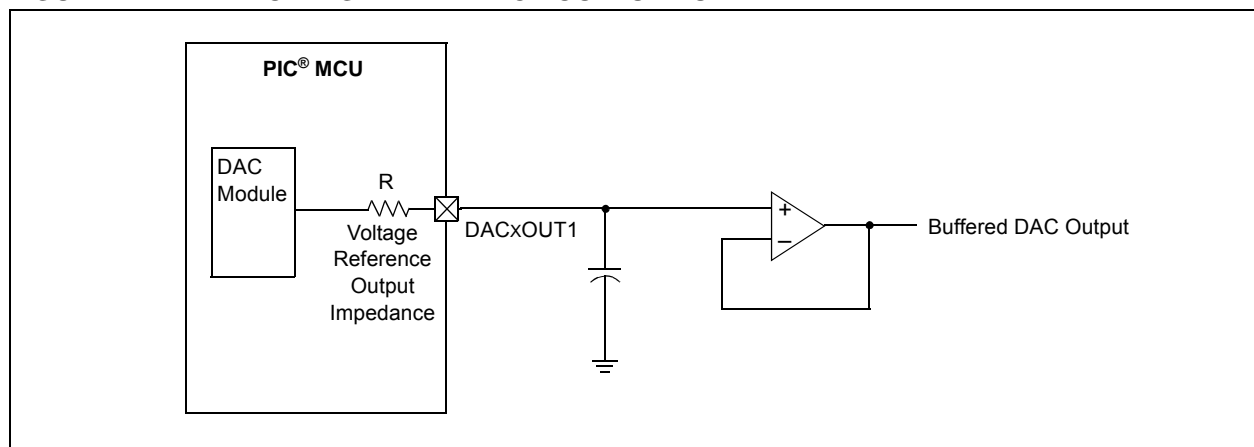 PIC® MCU
DAC
Module
R
Voltage
Reference
Output
Impedance
DACXOUT1
+
–
Buffered DAC Output